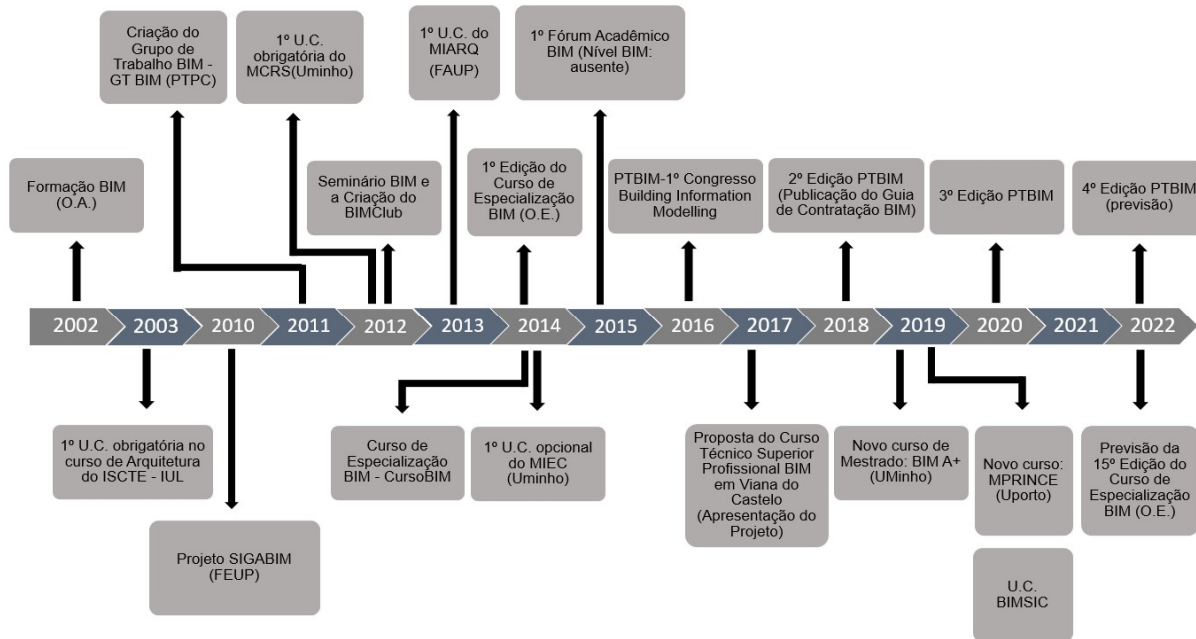 Criação do
Grupo de
Trabalho BIM -
GT BIM (PTPC)
1º U.C.
obrigatória do
MCRS(Uminho)
1º U.C. do
MIARQ
(FAUP)
1º Fórum Acadêmico
BIM (Nível BIM:
ausente)
Formação BIM
(O.A.)
Seminário BIM e
a Criação do
BIMClub
1º Edição do
Curso de
Especialização
BIM (O.E.)
PTBIM-1º Congresso
Building Information
Modelling
2º Edição PTBIM
(Publicação do Guia
de Contratação BIM)
3º Edição PTBIM
4º Edição PTBIM
(previsão)
2002
2003
2010
2011
2012
2013
2014
2015
2016
2017
2018
2019
2020
2021
2022
1º U.C. obrigatória no
curso de Arquitetura
do ISCTE - IUL
Projeto SIGABIM
(FEUP)
Curso de
Especialização
BIM - CursoBIM
1º U.C. opcional
do MIEC
(Uminho)
Proposta do Curso
Técnico Superior
Profissional BIM
em Viana do
Castelo
(Apresentação do
Projeto)
Novo curso de
Mestrado: BIM A+
(UMinho)
Novo curso:
MPRINCE
(Uporto)
U.C.
BIMSIC
Previsão da
15º Edição do
Curso de
Especialização
BIM (O.E.)